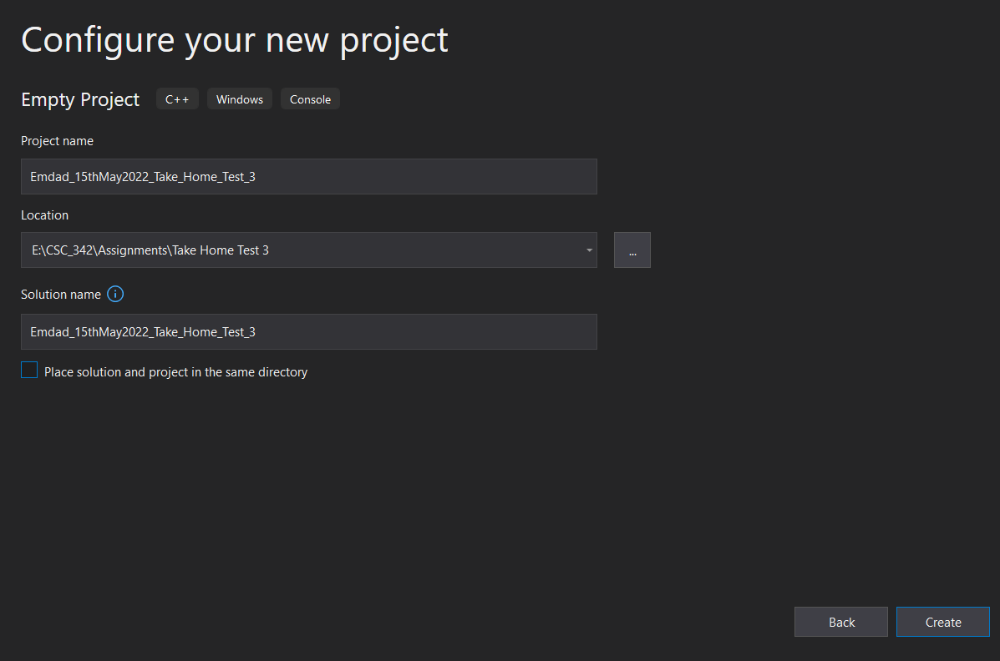 Configure your new project
Empty Project C++ Windows Console
Project name
Emdad_15thMay2022_Take_Home_Test_3
Location
E:\CSC_342\Assignments\Take Home Test 3
...
Solution name
Emdad_15thMay2022_Take_Home_Test_3
Place solution and project in the same directory
Back Create